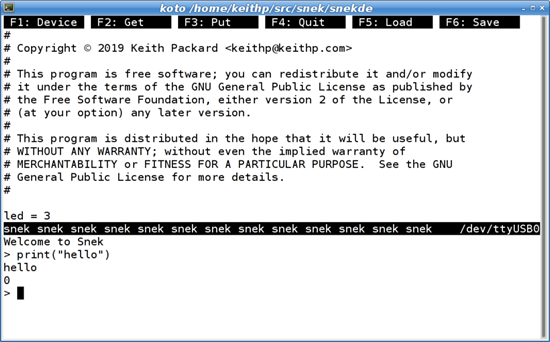 koto /home/keithp/src/snek/snekde
F1: Device F2: Get F3: Put F4: Quit F5: Load F6: Save
#
# Copyright © 2019 Keith Packard <keithp@keithp.com>
#
# This program is free software; you can redistribute it and/or modify
# it under the terms of the GNU General Public License as published by
# the Free Software Foundation, either version 2 of the License, or
# (at your option) any later version.
#
# This program is distributed in the hope that it will be useful, but
# WITHOUT ANY WARRANTY; without even the implied warranty of
# MERCHANTABILITY or FITNESS FOR A PARTICULAR PURPOSE.  See the GNU
# General Public License for more details.
#
led = 3
snek snek snek snek snek snek snek snek snek snek snek snek snek /dev/ttyUSB0
Welcome to Snek
> print("hello")
hello
0
>